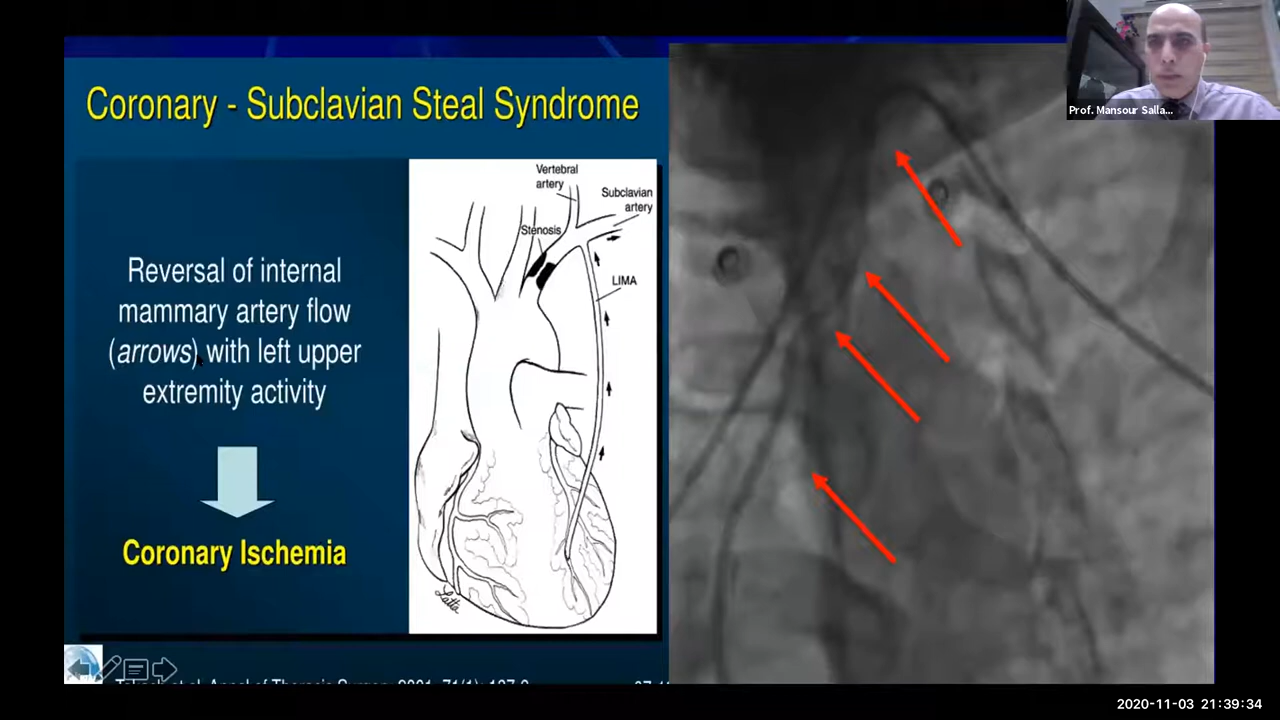 Coronary - Subclavian Steal Syndrome
Prof. Mansour Salla...
Reversal of internal
mammary artery flow
(arrows) with left upper
extremity activity
Coronary Ischemia
Vertebral
artery
Subclavian
artery
Stenosis
LIMA
2020-11-03 21:39:34